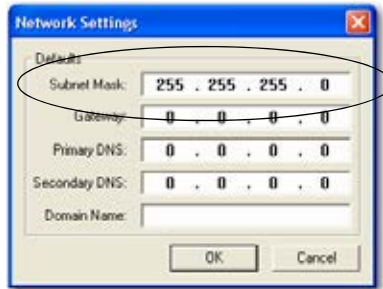 Network Settings
Defaults
Subnet Mask: 255 . 255 . 255 . 0
Gateway: 0 . 0 . 0 . 0
Primary DNS: 0 . 0 . 0 . 0
Secondary DNS: 0 . 0 . 0 . 0
Domain Name:
OK Cancel